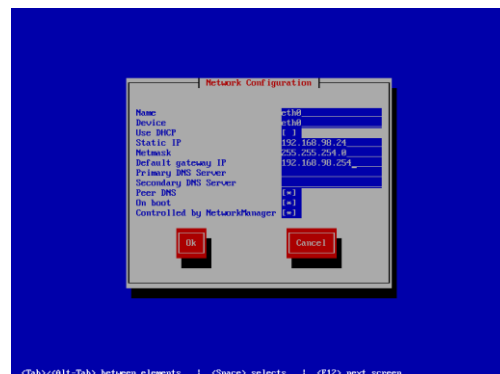 Network Configuration
Name eth0
Device eth0
Use DHCP [ ]
Static IP 192.168.98.24
Netmask 255.255.254.0
Default gateway IP 192.168.98.254
Primary DNS Server
Secondary DNS Server
Peer DNS [*]
On boot [*]
Controlled by NetworkManager [*]
Ok Cancel
<Tab>/<Alt-Tab> between elements | <Space> selects | <F12> next screen